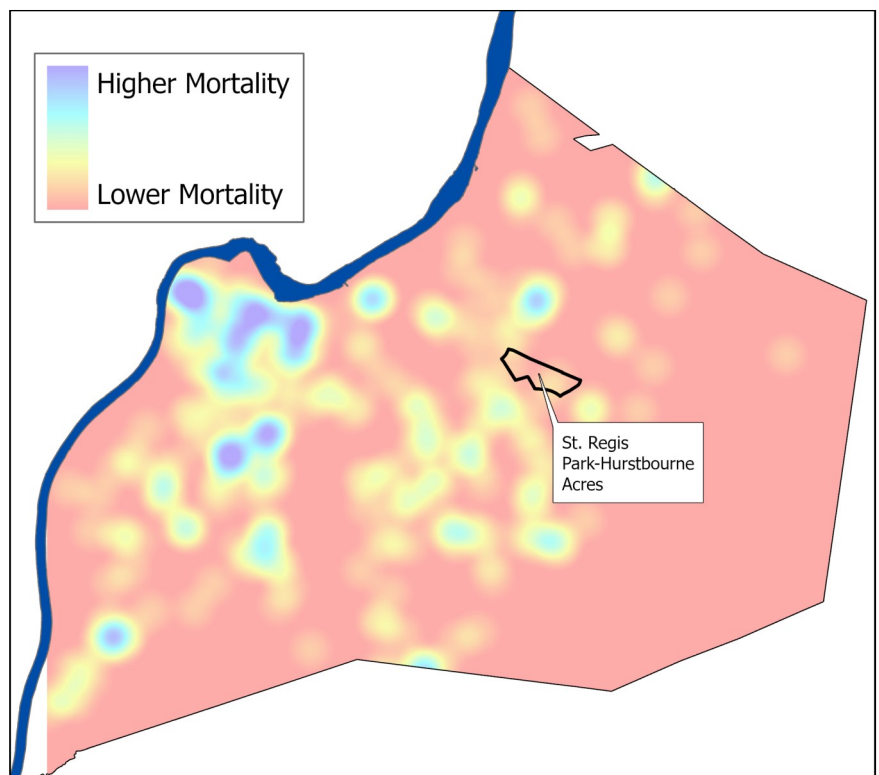 Higher Mortality
Lower Mortality
St. Regis
Park-Hurstbourne
Acres